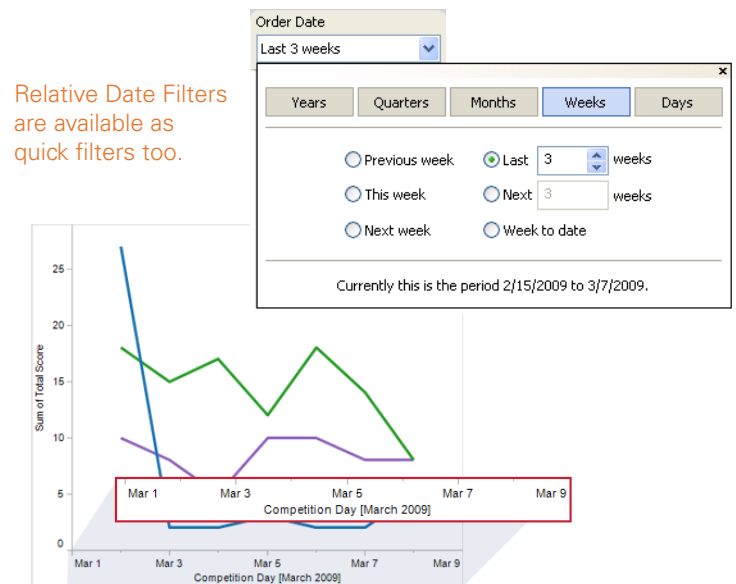 Order Date
Last 3 weeks
Relative Date Filters
are available as
quick filters too.
Years Quarters Months Weeks Days
Previous week Last 3 weeks
This week Next 3 weeks
Next week Week to date
Currently this is the period 2/15/2009 to 3/7/2009.
Sum of Total Score
25
20
15
10
5
0
Mar 1 Mar 3 Mar 5 Mar 7 Mar 9
Competition Day [March 2009]
Mar 1 Mar 3 Mar 5 Mar 7 Mar 9
Competition Day [March 2009]